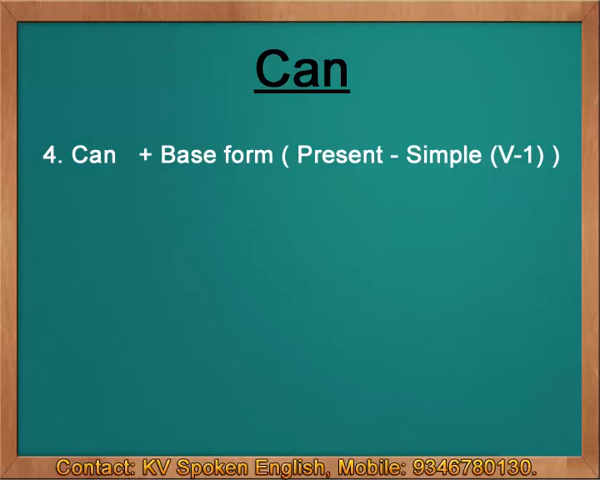 Can
4. Can + Base form ( Present - Simple (V-1) )
Contact: KV Spoken English, Mobile: 9346780130.